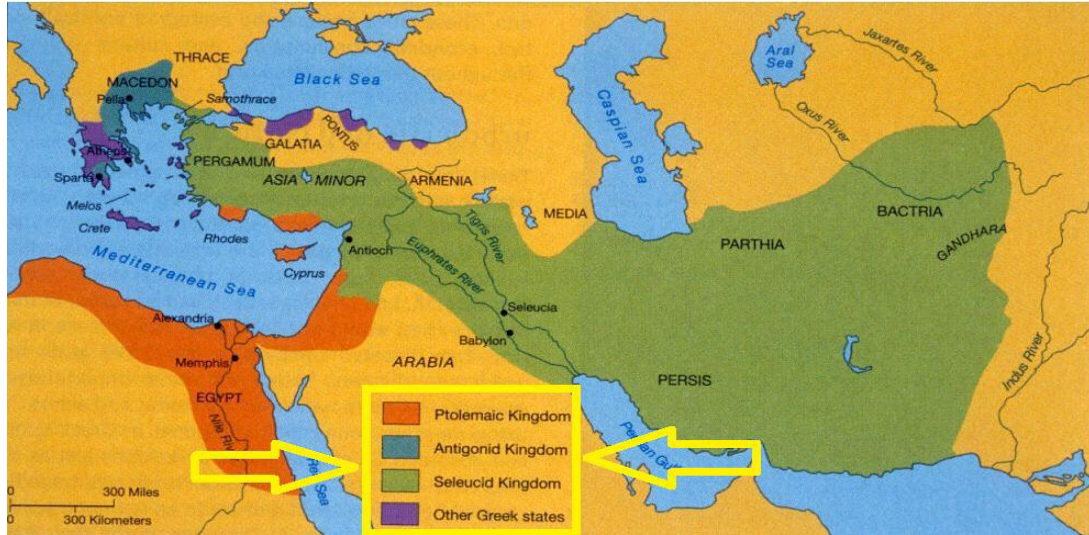 THRACE
Black Sea
Aral
Sea
Jaxartes River
MACEDON
Pella
Samothrace
Caspian Sea
Oxus River
PONTUS
GALATIA
Athens
PERGAMUM
ASIA MINOR
ARMENIA
Sparta
Melos
Crete
Rhodes
MEDIA
Tigris River
BACTRIA
GANDHARA
PARTHIA
Antioch
Euphrates River
Mediterranean Sea
Cyprus
Seleucia
Alexandria
Babylon
Memphis
ARABIA
PERSIS
Indus River
EGYPT
Nile Riv
Red Sea
Persian Gulf
Ptolemaic Kingdom
Antigonid Kingdom
Seleucid Kingdom
Other Greek states
0 300 Miles
0 300 Kilometers